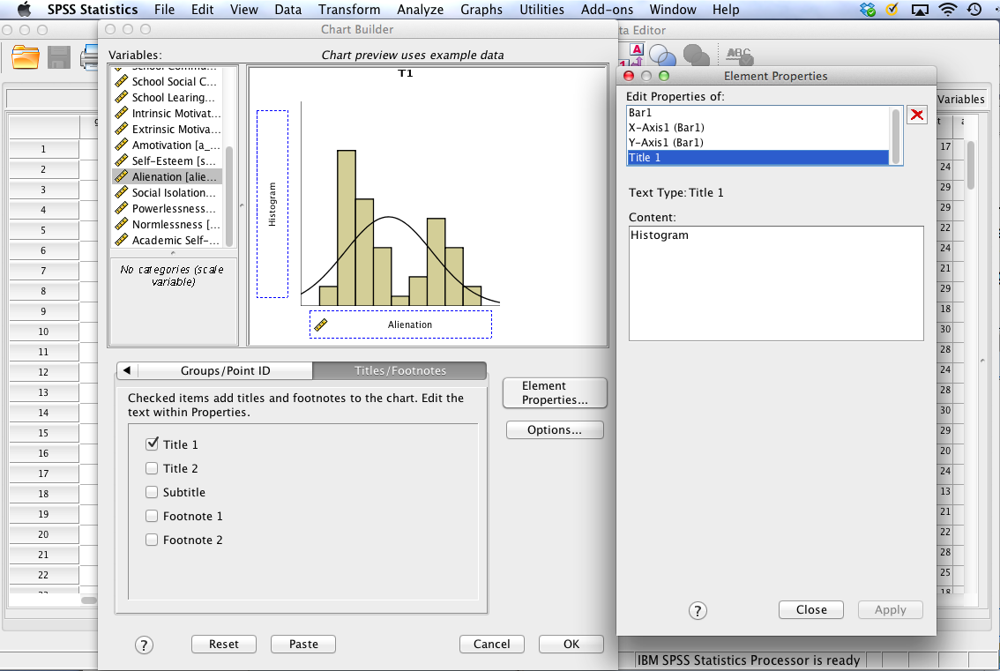 SPSS Statistics File Edit View Data Transform Analyze Graphs Utilities Add-ons Window Help
Chart Builder
ta Editor
Variables:
Chart preview uses example data
School Social C...
School Learing...
Intrinsic Motivat...
Extrinsic Motiva...
Amotivation [a_...
Self-Esteem [s...
Alienation [alie...
Social Isolation...
Powerlessness...
Normlessness [...
Academic Self-...
No categories (scale
variable)
T1
Histogram
Alienation
Groups/Point ID
Titles/Footnotes
Checked items add titles and footnotes to the chart. Edit the
text within Properties.
Title 1
Title 2
Subtitle
Footnote 1
Footnote 2
Element
Properties...
Options...
?
Reset
Paste
Cancel
OK
Element Properties
Edit Properties of:
Bar1
X-Axis1 (Bar1)
Y-Axis1 (Bar1)
Title 1
Text Type: Title 1
Content:
Histogram
?
Close
Apply
A
ABC
Variables
1
2
3
4
5
6
7
8
9
10
11
12
13
14
15
16
17
18
19
20
21
22
17
24
29
29
22
24
21
29
18
30
28
24
28
30
29
20
24
21
13
22
28
25
18
IBM SPSS Statistics Processor is ready